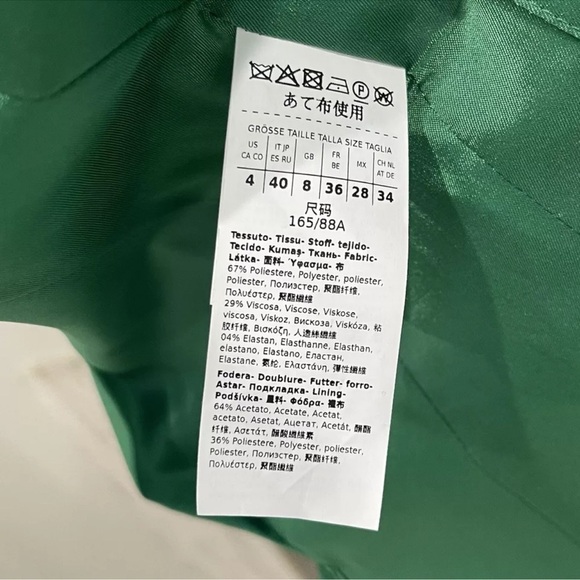 あて布使用
GRÖSSE TAILLE TALLA SIZE TAGLIA
US CA CO IT JP ES RU GB FR BE MX CH NL AT DE
4 40 8 36 28 34
尺码
165/88A
Tessuto- Tissu- Stoff- tejido-
Tecido- Kumaş- Ткань- Fabric-
Látka- 面料- Ύφασμα- 布
67% Poliestere, Polyester, poliester,
Poliester, Полиэстер, 聚酯纤维,
Πολυέστερ, 聚酯纖維
29% Viscosa, Viscose, Viskose,
viscosa, Viskoz, Вискоза, Viskóza, 粘
胶纤维, Βισκόζη, 人造絲纖維
04% Elastan, Elasthanne, Elasthan,
elastano, Elastano, Еластан,
Elastane, 氨纶, Ελαστάνη, 彈性纖維
Fodera- Doublure- Futter- forro-
Astar- Подкладка- Lining-
Podšívka- 里料- Φόδρα- 裡布
64% Acetato, Acetate, Acetat,
acetato, Asetat, Ацетат, Acetát, 醋酯
纤维, Ασετάτ, 醋酸纖維素
36% Poliestere, Polyester, poliester,
Poliester, Полиэстер, 聚酯纤维,
Πολυέστερ, 聚酯纖維